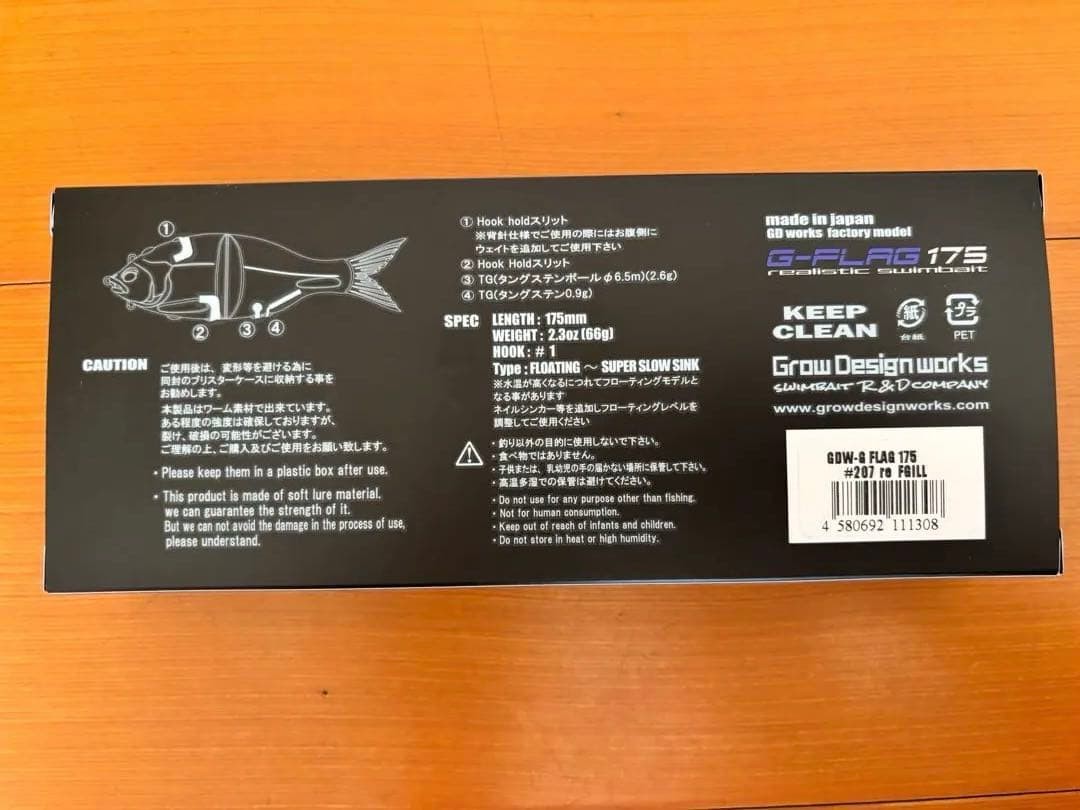 ①
②
③
④
① Hook holdスリット
※背針仕様でご使用の際にはお腹側に
ウェイトを追加してご使用下さい
② Hook Holdスリット
③ TG(タングステンボールφ6.5m)(2.6g)
④ TG(タングステン0.9g)
SPEC
LENGTH : 175mm
WEIGHT : 2.3oz (66g)
HOOK : # 1
Type : FLOATING ～ SUPER SLOW SINK
※水温が高くなるにつれてフローティングモデルと
なる事があります
ネイルシンカー等を追加しフローティングレベルを
調整してご使用ください
CAUTION
ご使用後は、変形等を避ける為に
同封のブリスターケースに収納する事を
お勧めします。
本製品はワーム素材で出来ています。
ある程度の強度は確保しておりますが、
裂け、破損の可能性がございます。
ご理解の上、ご購入及びご使用をお願い致します。
・Please keep them in a plastic box after use.
・This product is made of soft lure material.
we can guarantee the strength of it.
But we can not avoid the damage in the process of use,
please understand.
・釣り以外の目的に使用しないで下さい。
・食べ物ではありません。
・子供または、乳幼児の手の届かない場所に保管して下さい。
・高温多湿での保管は避けてください。
・Do not use for any purpose other than fishing.
・Not for human consumption.
・Keep out of reach of infants and children.
・Do not store in heat or high humidity.
made in japan
GD works factory model
G-FLAG 175
realistic swimbait
KEEP
CLEAN
紙
台紙
プラ
PET
Grow Design works
SWIMBAIT R&D COMPANY
www.growdesignworks.com
GDW-G FLAG 175
#207 re FGILL
4 580692 111308